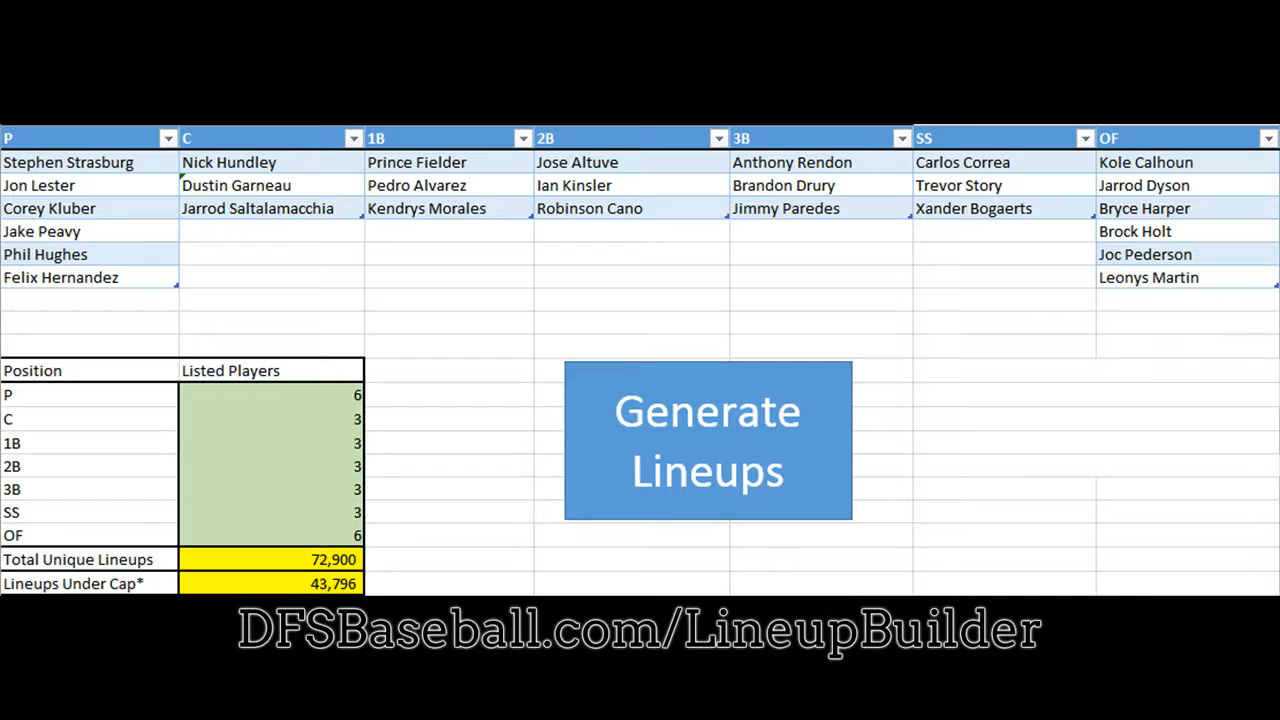 P C 1B 2B 3B SS OF
Stephen Strasburg Nick Hundley Prince Fielder Jose Altuve Anthony Rendon Carlos Correa Kole Calhoun
Jon Lester Dustin Garneau Pedro Alvarez Ian Kinsler Brandon Drury Trevor Story Jarrod Dyson
Corey Kluber Jarrod Saltalamacchia Kendrys Morales Robinson Cano Jimmy Paredes Xander Bogaerts Bryce Harper
Jake Peavy Brock Holt
Phil Hughes Joc Pederson
Felix Hernandez Leonys Martin
Position Listed Players
P 6
C 3
1B 3
2B 3
3B 3
SS 3
OF 6
Total Unique Lineups 72,900
Lineups Under Cap* 43,796
Generate
Lineups
DFSBaseball.com/LineupBuilder